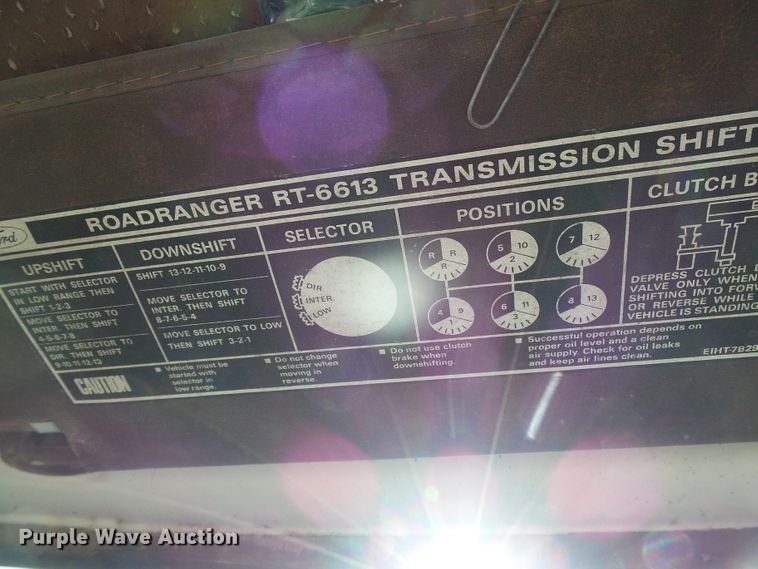 ROADRANGER RT-6613 TRANSMISSION SHIFT
UPSHIFT
START WITH SELECTOR
IN LOW RANGE THEN
SHIFT 1-2-3
MOVE SELECTOR TO
INTER. THEN SHIFT
4-5-6-7-8
MOVE SELECTOR TO
DIR. THEN SHIFT
9-10-11-12-13
DOWNSHIFT
SHIFT 13-12-11-10-9
MOVE SELECTOR TO
INTER. THEN SHIFT
8-7-6-5-4
MOVE SELECTOR TO LOW
THEN SHIFT 3-2-1
SELECTOR
DIR.
INTER.
LOW
POSITIONS
R R
R
5 10
2
7 12
4 9
1
6 11
3
8 13
CLUTCH B
DEPRESS CLUTCH
VALVE ONLY WHEN
SHIFTING INTO FOR
OR REVERSE WHILE
VEHICLE IS STANDING
EIHT-7B29
CAUTION
■ Vehicle must be
started with
selector in
low range.
■ Do not change
selector when
moving in
reverse.
■ Do not use clutch
brake when
downshifting.
■ Successful operation depends on
proper oil level and a clean
air supply. Check for oil leaks
and keep air lines clean.
Purple Wave Auction